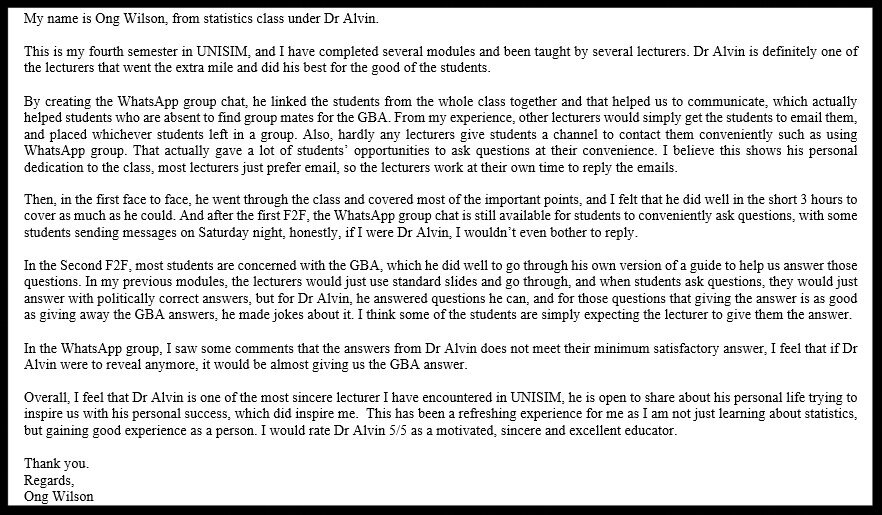 My name is Ong Wilson, from statistics class under Dr Alvin.
This is my fourth semester in UNISIM, and I have completed several modules and been taught by several lecturers. Dr Alvin is definitely one of
the lecturers that went the extra mile and did his best for the good of the students.
By creating the WhatsApp group chat, he linked the students from the whole class together and that helped us to communicate, which actually
helped students who are absent to find group mates for the GBA. From my experience, other lecturers would simply get the students to email them,
and placed whichever students left in a group. Also, hardly any lecturers give students a channel to contact them conveniently such as using
WhatsApp group. That actually gave a lot of students’ opportunities to ask questions at their convenience. I believe this shows his personal
dedication to the class, most lecturers just prefer email, so the lecturers work at their own time to reply the emails.
Then, in the first face to face, he went through the class and covered most of the important points, and I felt that he did well in the short 3 hours to
cover as much as he could. And after the first F2F, the WhatsApp group chat is still available for students to conveniently ask questions, with some
students sending messages on Saturday night, honestly, if I were Dr Alvin, I wouldn’t even bother to reply.
In the Second F2F, most students are concerned with the GBA, which he did well to go through his own version of a guide to help us answer those
questions. In my previous modules, the lecturers would just use standard slides and go through, and when students ask questions, they would just
answer with politically correct answers, but for Dr Alvin, he answered questions he can, and for those questions that giving the answer is as good
as giving away the GBA answers, he made jokes about it. I think some of the students are simply expecting the lecturer to give them the answer.
In the WhatsApp group, I saw some comments that the answers from Dr Alvin does not meet their minimum satisfactory answer, I feel that if Dr
Alvin were to reveal anymore, it would be almost giving us the GBA answer.
Overall, I feel that Dr Alvin is one of the most sincere lecturer I have encountered in UNISIM, he is open to share about his personal life trying to
inspire us with his personal success, which did inspire me. This has been a refreshing experience for me as I am not just learning about statistics,
but gaining good experience as a person. I would rate Dr Alvin 5/5 as a motivated, sincere and excellent educator.
Thank you.
Regards,
Ong Wilson